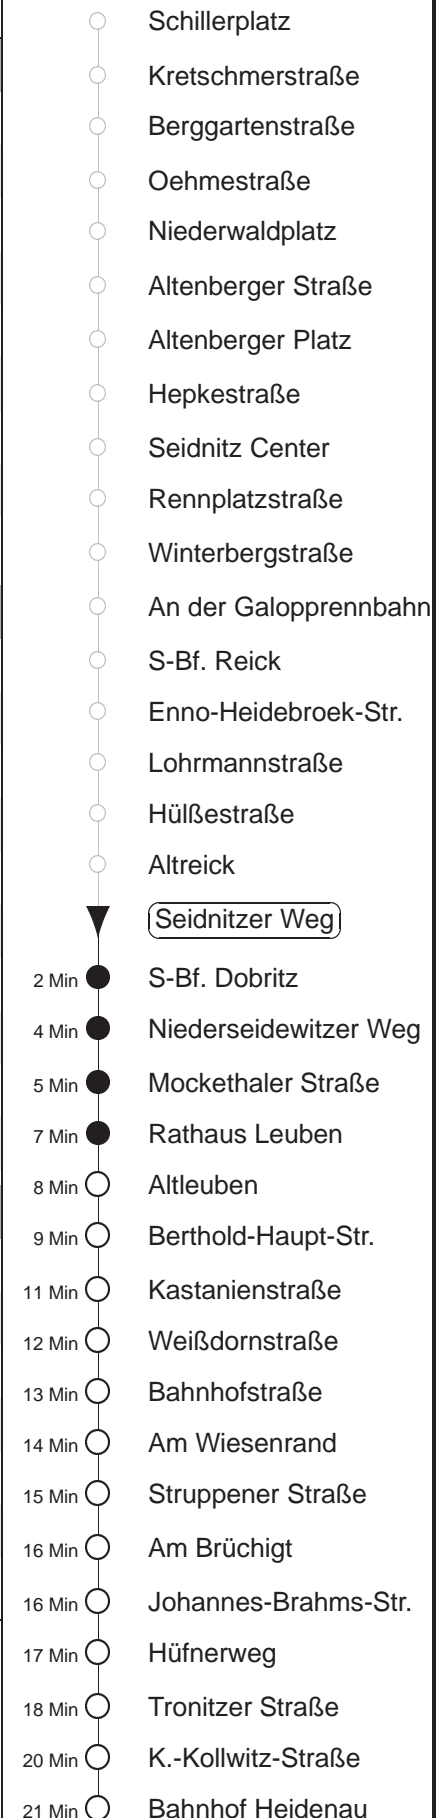 Schillerplatz
Kretschmerstraße
Berggartenstraße
Oehmestraße
Niederwaldplatz
Altenberger Straße
Altenberger Platz
Hepkestraße
Seidnitz Center
Rennplatzstraße
Winterbergstraße
An der Galopprennbahn
S-Bf. Reick
Enno-Heidebroek-Str.
Lohrmannstraße
Hülßestraße
Altreick
Seidnitzer Weg
2 Min S-Bf. Dobritz
4 Min Niederseidewitzer Weg
5 Min Mockethaler Straße
7 Min Rathaus Leuben
8 Min Altleuben
9 Min Berthold-Haupt-Str.
11 Min Kastanienstraße
12 Min Weißdornstraße
13 Min Bahnhofstraße
14 Min Am Wiesenrand
15 Min Struppener Straße
16 Min Am Brüchigt
16 Min Johannes-Brahms-Str.
17 Min Hüfnerweg
18 Min Tronitzer Straße
20 Min K.-Kollwitz-Straße
21 Min Bahnhof Heidenau